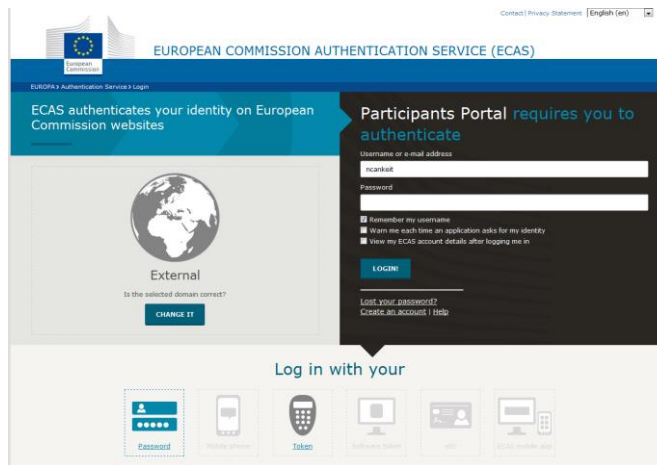 Contact | Privacy Statement English (en)
EUROPEAN COMMISSION AUTHENTICATION SERVICE (ECAS)
European
Commission
EUROPA > Authentication Service > Login
ECAS authenticates your identity on European
Commission websites
External
Is the selected domain correct?
CHANGE IT
Participants Portal requires you to
authenticate
Username or e-mail address
ncankeit
Password
Remember my username
Warn me each time an application asks for my identity
View my ECAS account details after logging me in
LOGIN!
Lost your password?
Create an account | Help
Log in with your
Password
Mobile phone
Token
Software token
eID
ECAS mobile app